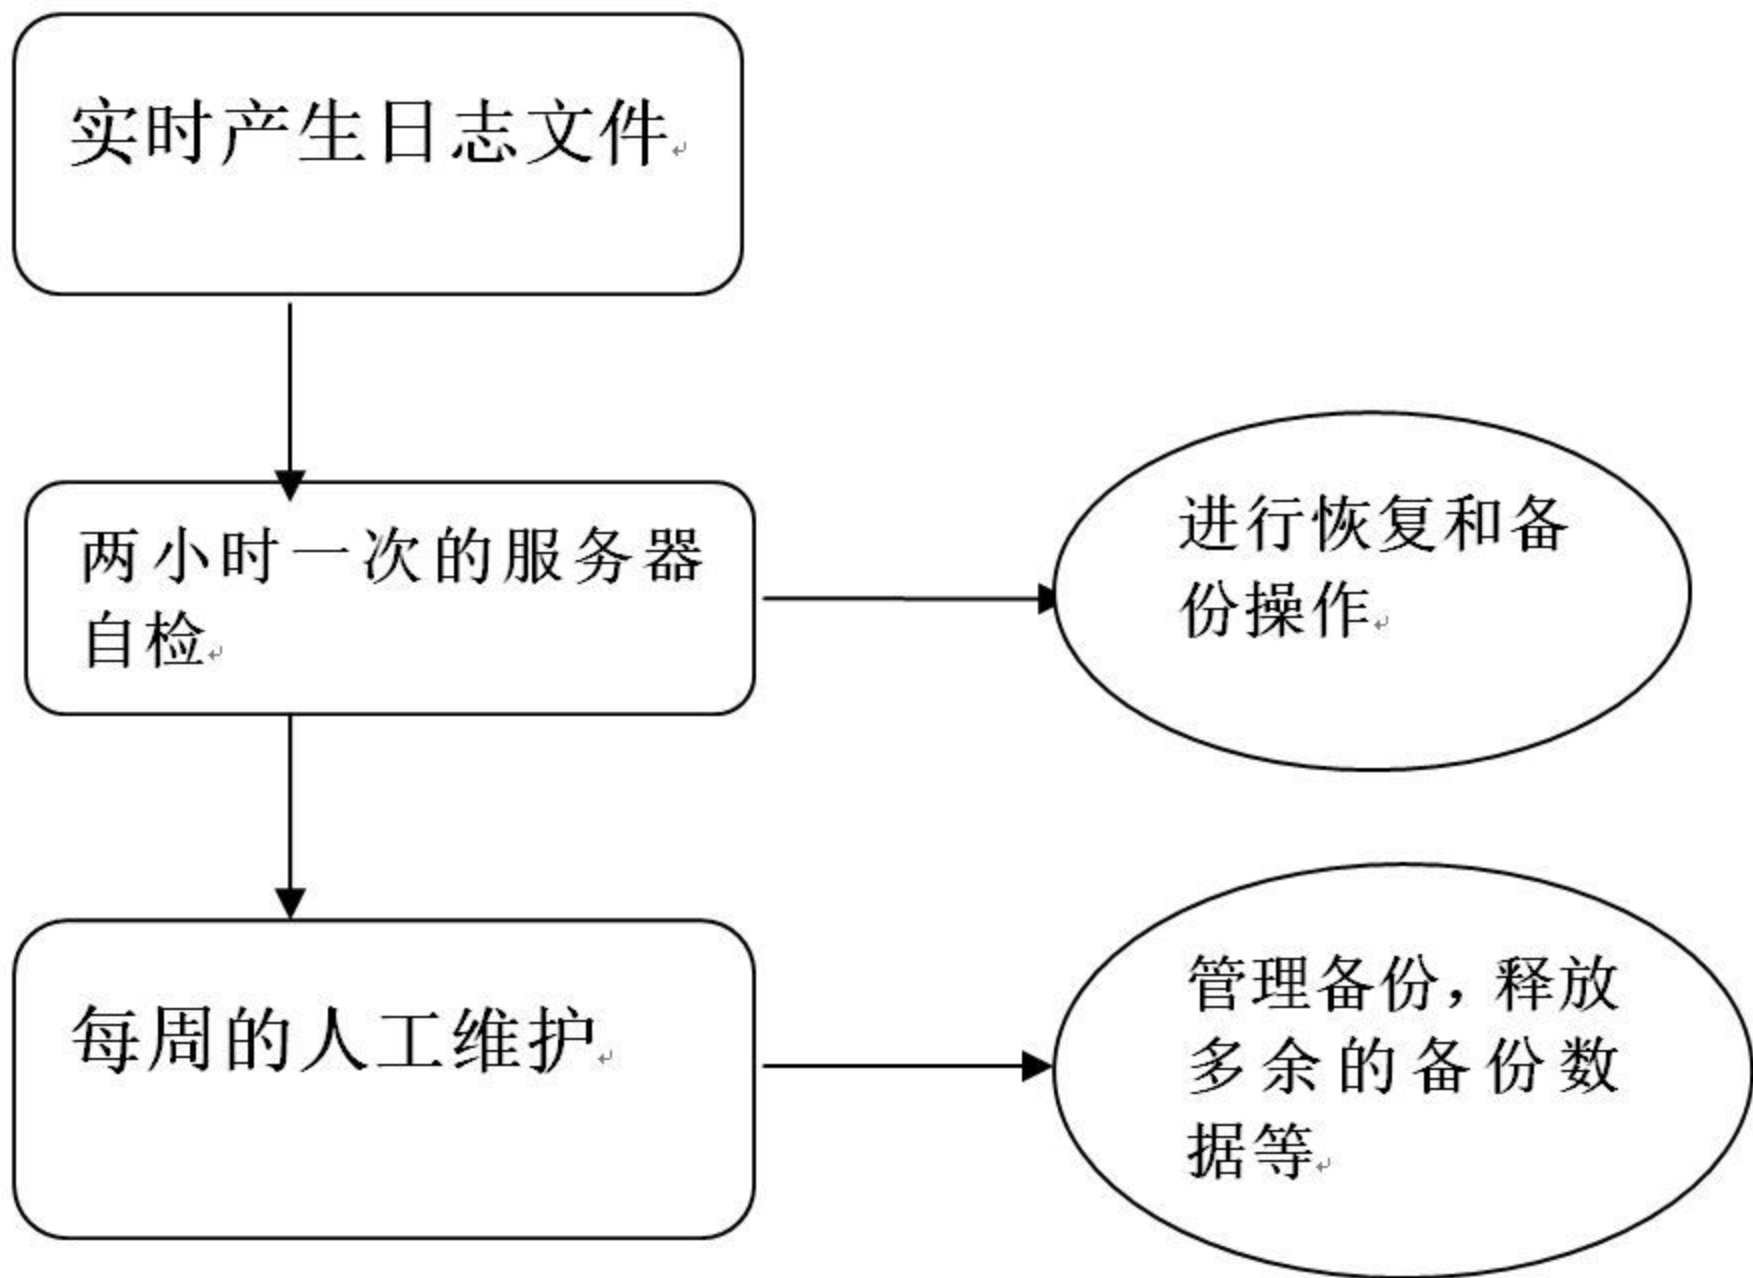 实时产生日志文件
两小时一次的服务器
自检
进行恢复和备
份操作
每周的人工维护
管理备份，释放
多余的备份数
据等